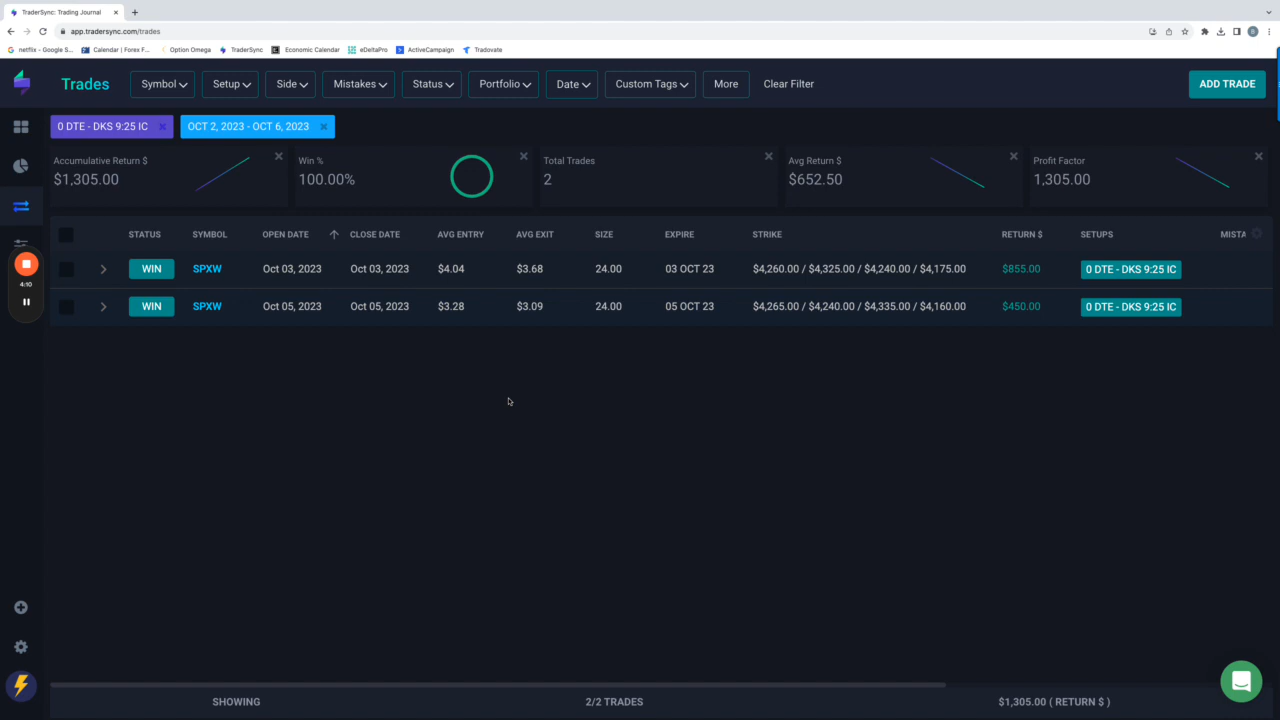 TraderSync: Trading Journal
app.tradersync.com/trades
netflix - Google S... Calendar | Forex F... Option Omega TraderSync Economic Calendar eDeltaPro ActiveCampaign Tradovate
Trades Symbol Setup Side Mistakes Status Portfolio Date Custom Tags More Clear Filter ADD TRADE
0 DTE - DKS 9:25 IC OCT 2, 2023 - OCT 6, 2023
Accumulative Return $ Win % Total Trades Avg Return $ Profit Factor
$1,305.00 100.00% 2 $652.50 1,305.00
STATUS SYMBOL OPEN DATE CLOSE DATE AVG ENTRY AVG EXIT SIZE EXPIRE STRIKE RETURN $ SETUPS MISTA
WIN SPXW Oct 03, 2023 Oct 03, 2023 $4.04 $3.68 24.00 03 OCT 23 $4,260.00 / $4,325.00 / $4,240.00 / $4,175.00 $855.00 0 DTE - DKS 9:25 IC
4:10
WIN SPXW Oct 05, 2023 Oct 05, 2023 $3.28 $3.09 24.00 05 OCT 23 $4,265.00 / $4,240.00 / $4,335.00 / $4,160.00 $450.00 0 DTE - DKS 9:25 IC
SHOWING 2/2 TRADES $1,305.00 ( RETURN $ )